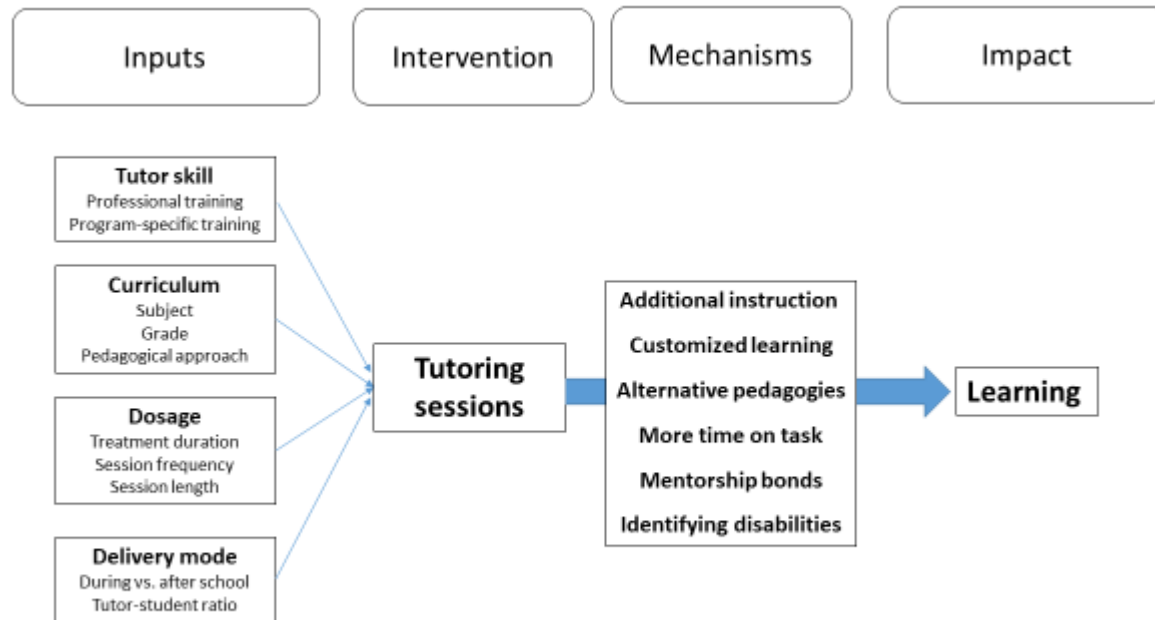 Inputs
Intervention
Mechanisms
Impact
Tutor skill
Professional training
Program-specific training
Curriculum
Subject
Grade
Pedagogical approach
Dosage
Treatment duration
Session frequency
Session length
Delivery mode
During vs. after school
Tutor-student ratio
Tutoring
sessions
Additional instruction
Customized learning
Alternative pedagogies
More time on task
Mentorship bonds
Identifying disabilities
Learning